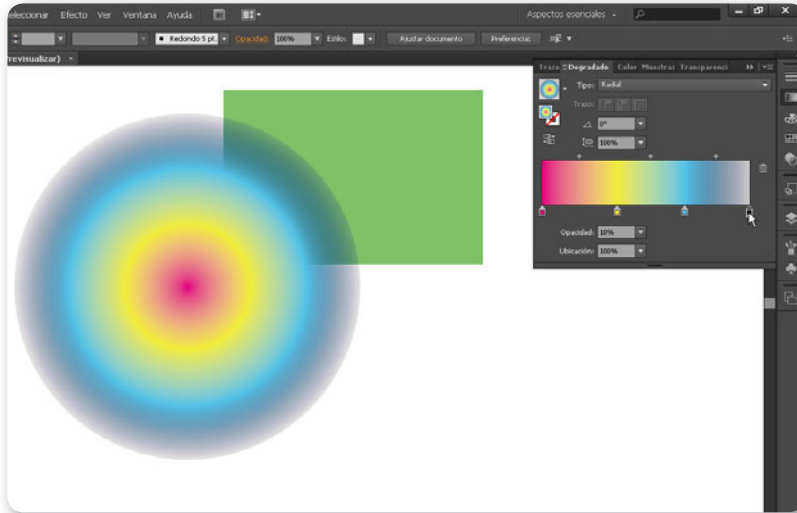 eleccionar Efecto Ver Ventana Ayuda Br Aspectos esenciales
Redondo 5 pt. Opacidad: 100% Estilo: Ajustar documento Preferencias
revisualizar) ×
Trazo Degradado Color Muestras Transparenci
Tipo: Radial
Trazo:
0°
100%
Opacidad: 10%
Ubicación: 100%